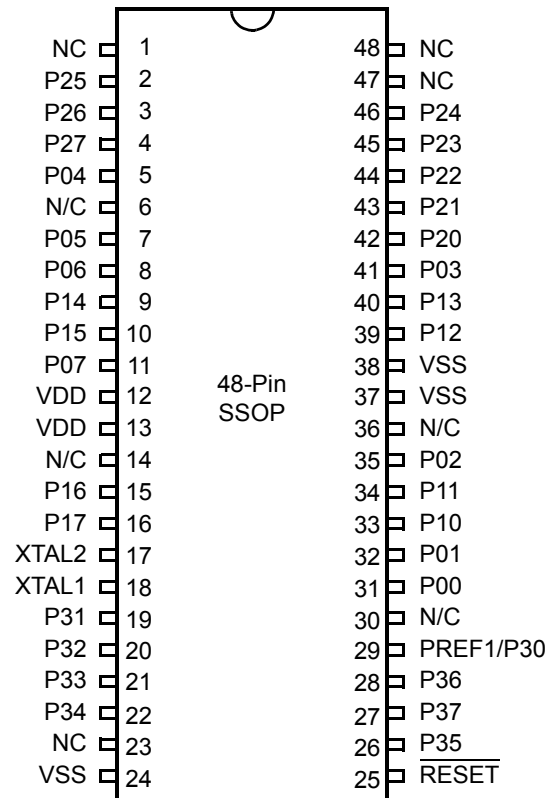 NC 1 48 NC
P25 2 47 NC
P26 3 46 P24
P27 4 45 P23
P04 5 44 P22
N/C 6 43 P21
P05 7 42 P20
P06 8 41 P03
P14 9 40 P13
P15 10 39 P12
P07 11 38 VSS
VDD 12 48-Pin 37 VSS
VDD 13 SSOP 36 N/C
N/C 14 35 P02
P16 15 34 P11
P17 16 33 P10
XTAL2 17 32 P01
XTAL1 18 31 P00
P31 19 30 N/C
P32 20 29 PREF1/P30
P33 21 28 P36
P34 22 27 P37
NC 23 26 P35
VSS 24 25 RESET